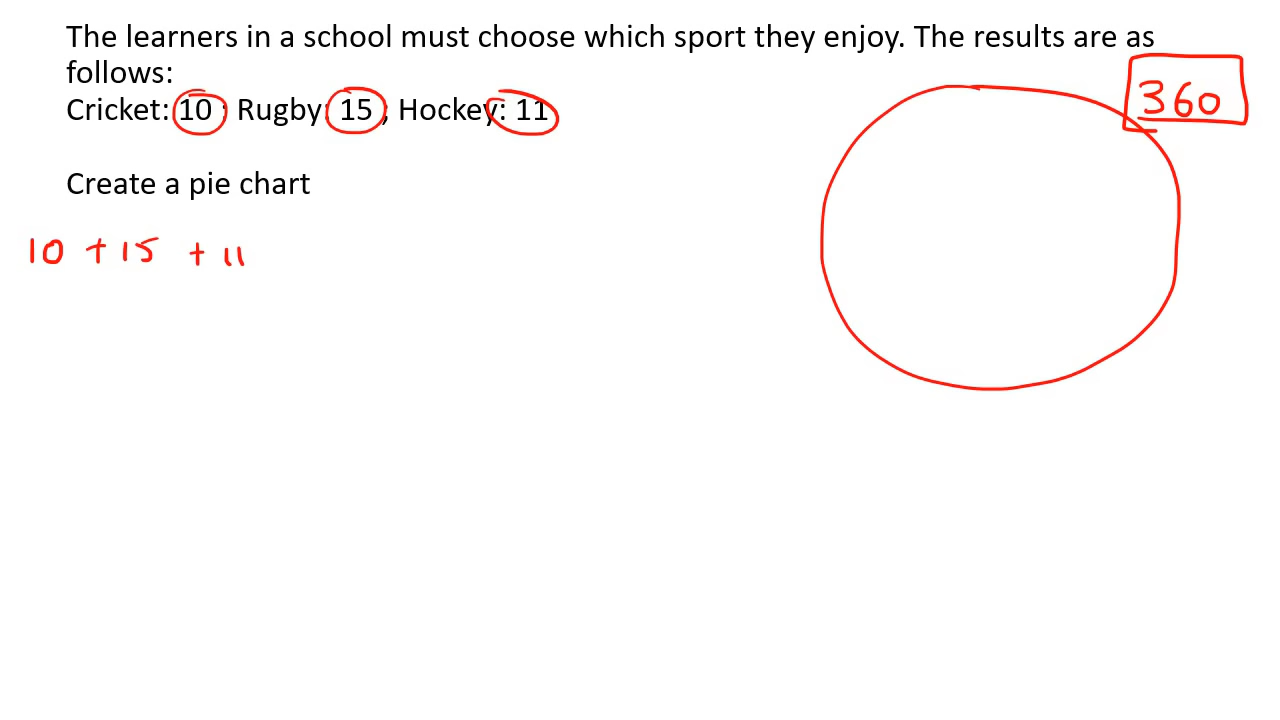 The learners in a school must choose which sport they enjoy. The results are as
follows:
Cricket: 10 ; Rugby: 15 ; Hockey: 11
360
Create a pie chart
10 + 15 + 11